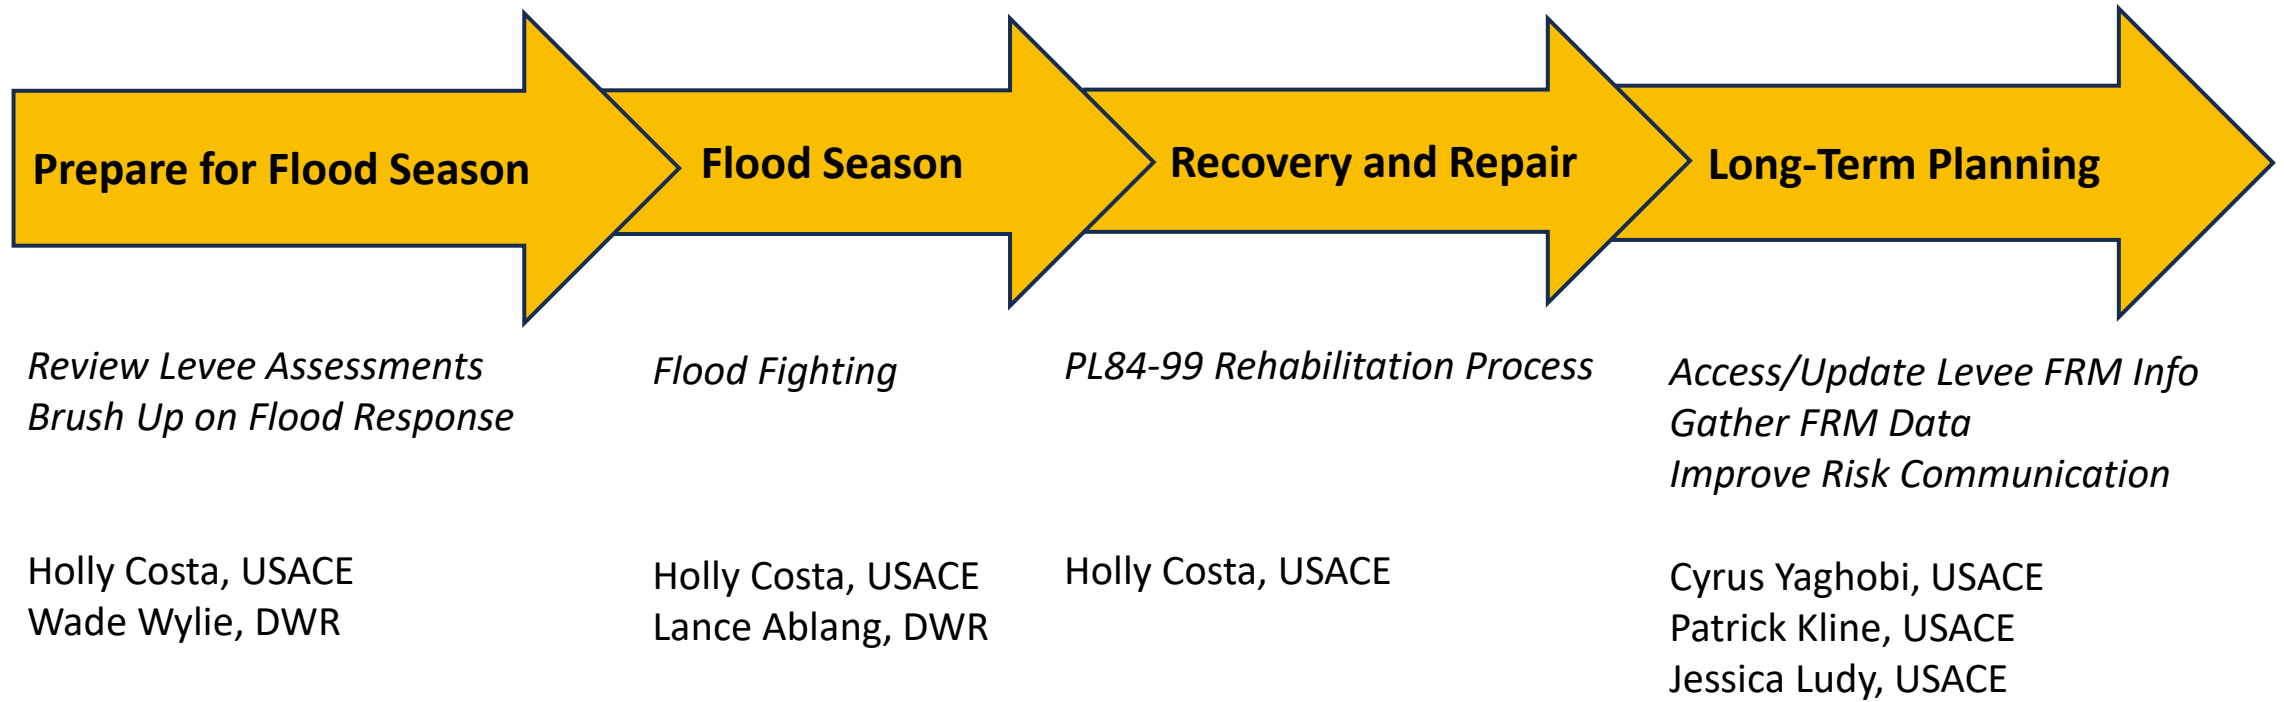 Prepare for Flood Season
Flood Season
Recovery and Repair
Long-Term Planning
Review Levee Assessments
Brush Up on Flood Response
Flood Fighting
PL84-99 Rehabilitation Process
Access/Update Levee FRM Info
Gather FRM Data
Improve Risk Communication
Holly Costa, USACE
Wade Wylie, DWR
Holly Costa, USACE
Lance Ablang, DWR
Holly Costa, USACE
Cyrus Yaghobi, USACE
Patrick Kline, USACE
Jessica Ludy, USACE